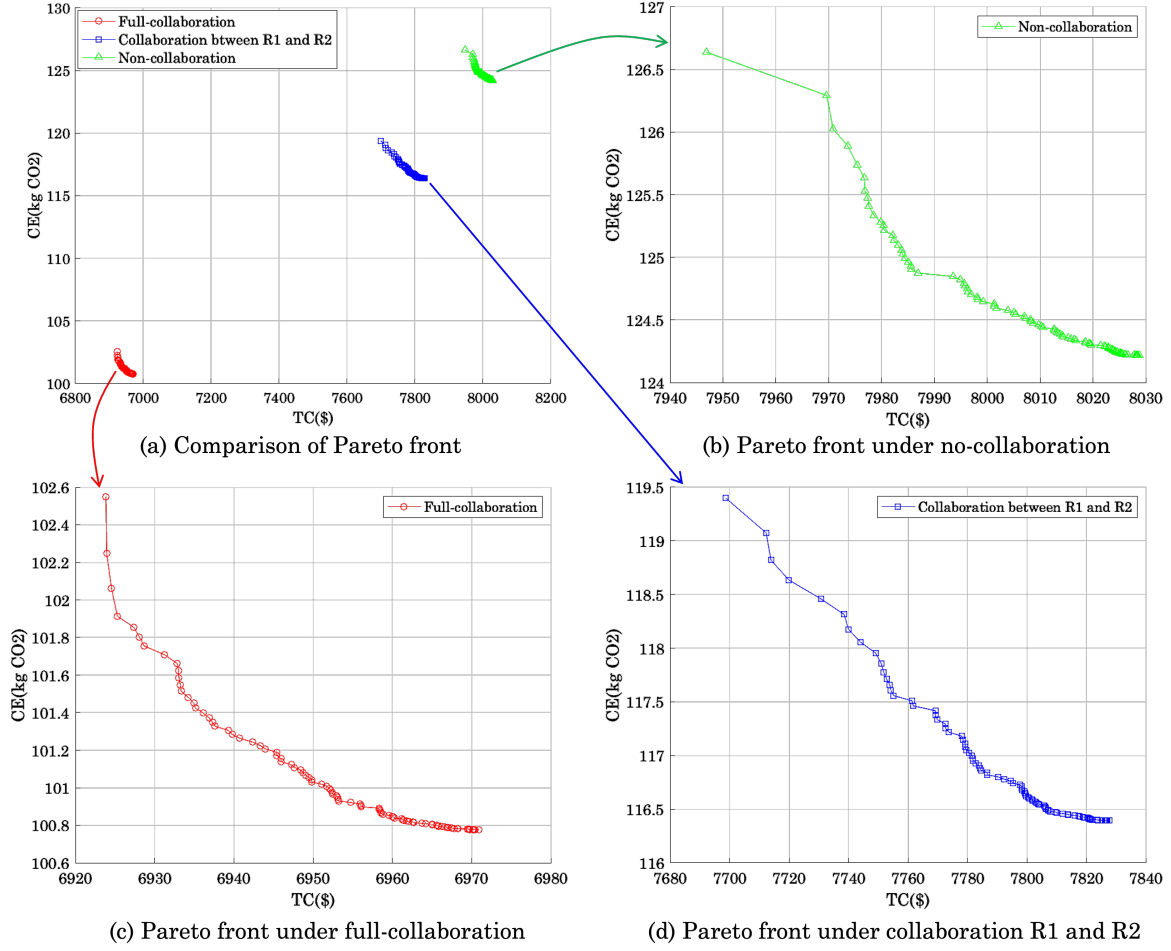 130
125
120
115
110
105
100
CE(kg CO2)
Full-collaboration
Collaboration btween R1 and R2
Non-collaboration
6800 7000 7200 7400 7600 7800 8000 8200
TC($)
(a) Comparison of Pareto front
127
126.5
126
125.5
125
124.5
124
CE(kg CO2)
Non-collaboration
7940 7950 7960 7970 7980 7990 8000 8010 8020 8030
TC($)
(b) Pareto front under no-collaboration
102.6
102.4
102.2
102
101.8
101.6
101.4
101.2
101
100.8
100.6
CE(kg CO2)
Full-collaboration
6920 6930 6940 6950 6960 6970 6980
TC($)
(c) Pareto front under full-collaboration
119.5
119
118.5
118
117.5
117
116.5
116
CE(kg CO2)
Collaboration between R1 and R2
7680 7700 7720 7740 7760 7780 7800 7820 7840
TC($)
(d) Pareto front under collaboration R1 and R2